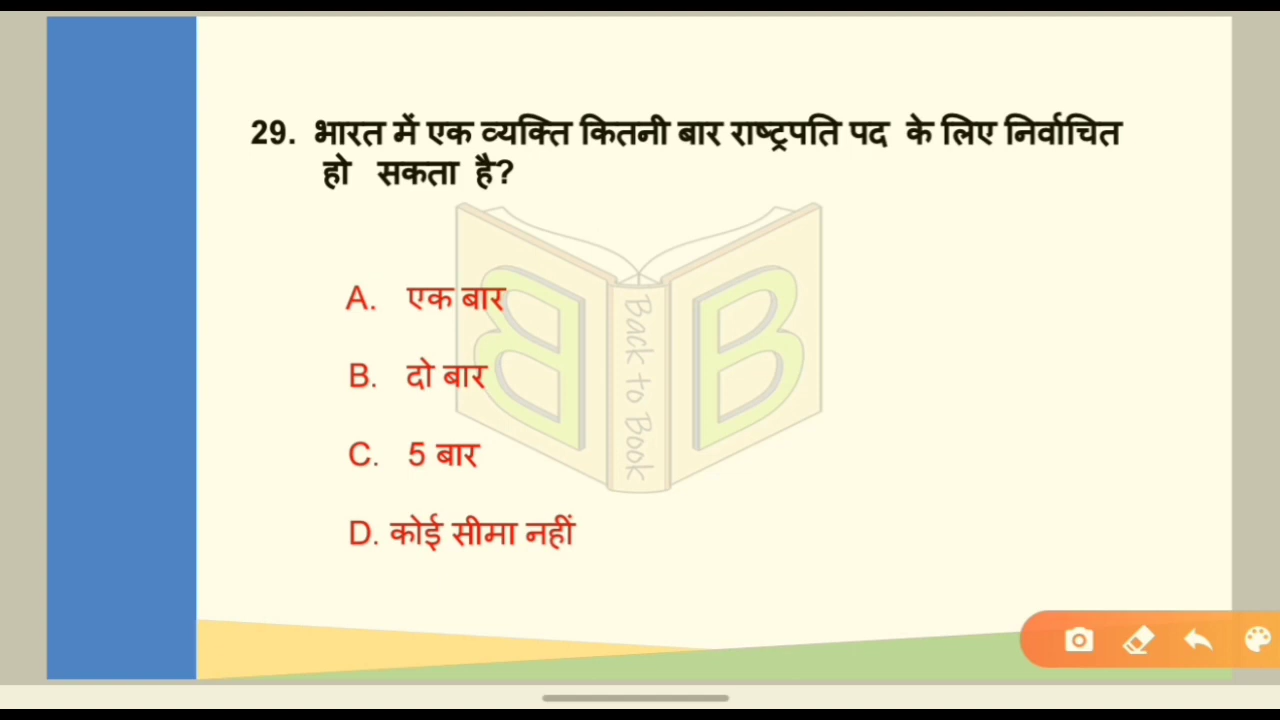 29. भारत में एक व्यक्ति कितनी बार राष्ट्रपति पद के लिए निर्वाचित
हो सकता है?
A. एक बार
B. दो बार
C. 5 बार
D. कोई सीमा नहीं
B B
Back to Book